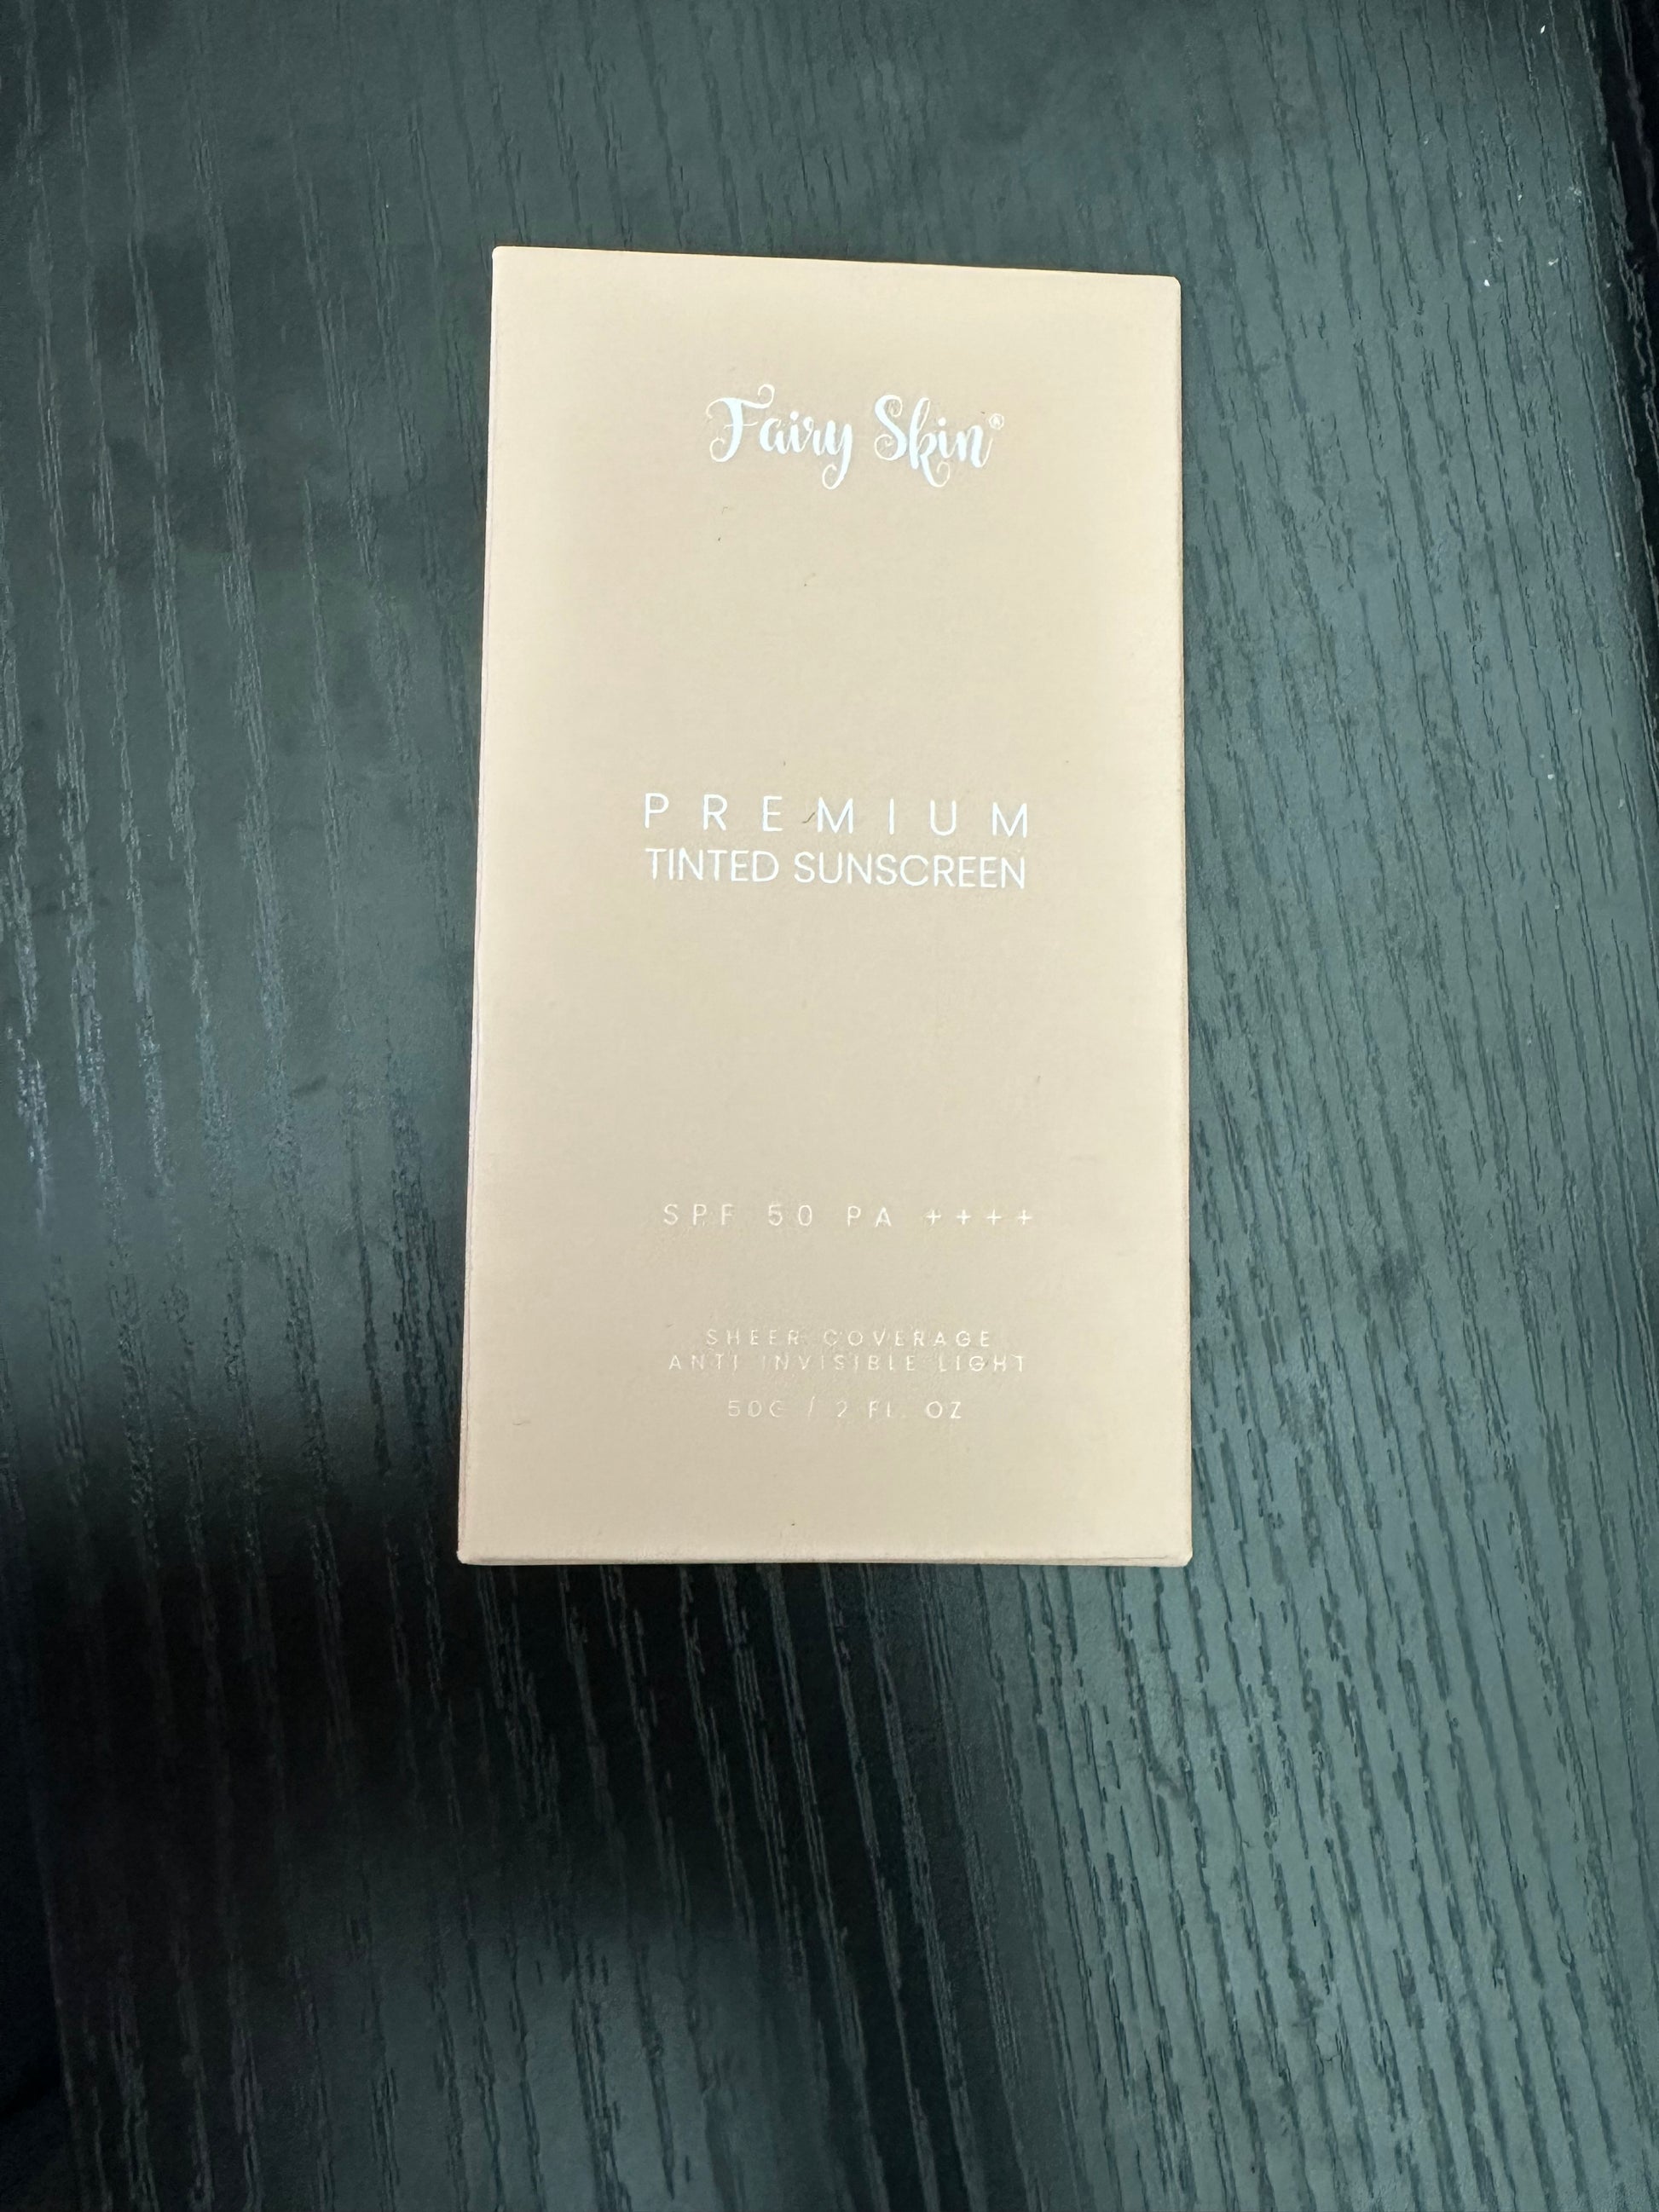 Fairy Skin®
PREMIUM
TINTED SUNSCREEN
SPF 50 PA ++++
SHEER COVERAGE
ANTI INVISIBLE LIGHT
50G / 2 FL. OZ